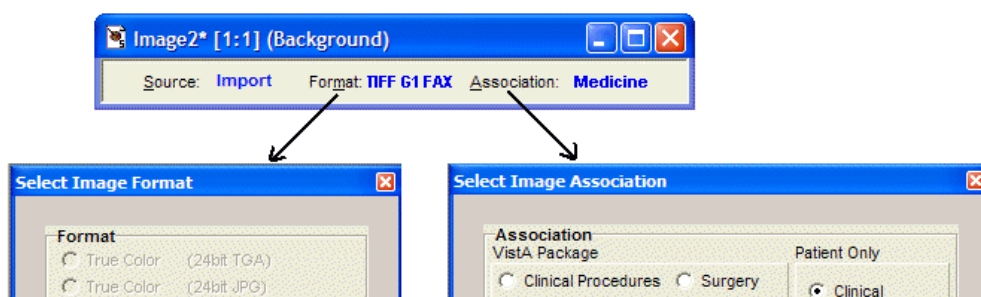 Image2* [1:1] (Background)
Source: Import Format: TIFF G1 FAX Association: Medicine
Select Image Format
Format
True Color (24bit TGA)
True Color (24bit JPG)
Select Image Association
Association
VistA Package Patient Only
Clinical Procedures Surgery Clinical